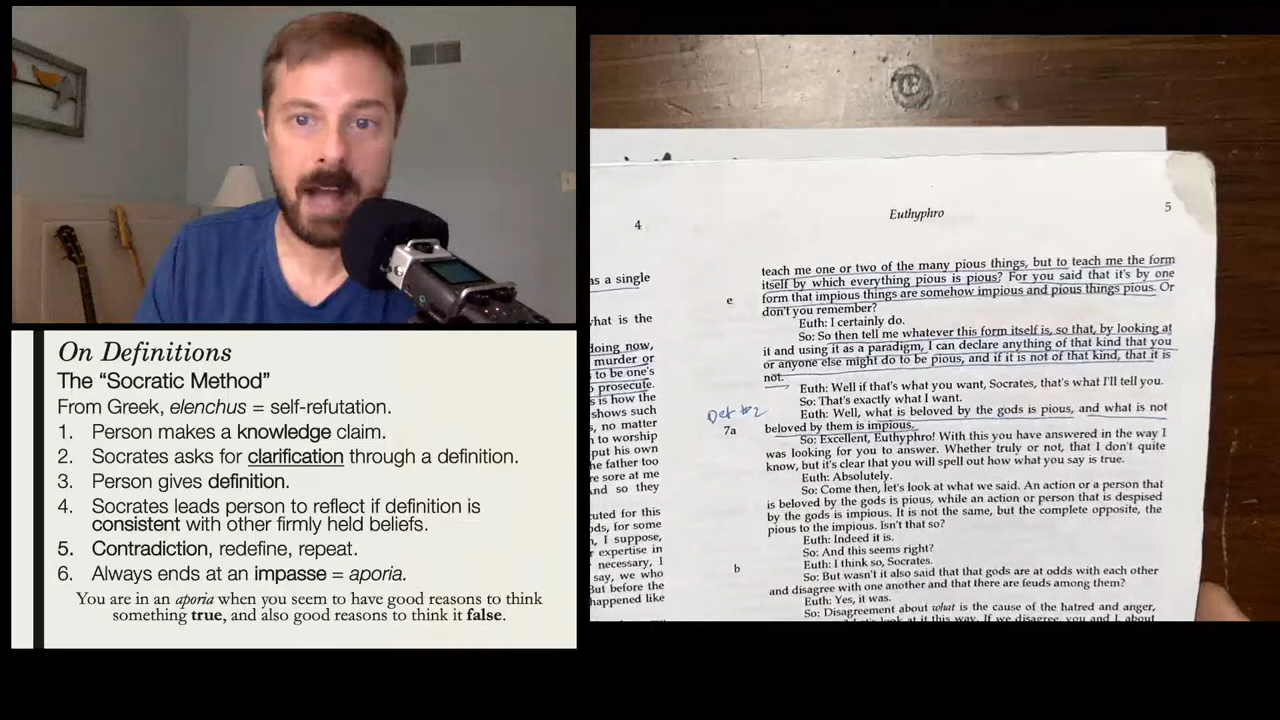 On Definitions
The "Socratic Method"
From Greek, elenchus = self-refutation.
1. Person makes a knowledge claim.
2. Socrates asks for clarification through a definition.
3. Person gives definition.
4. Socrates leads person to reflect if definition is
consistent with other firmly held beliefs.
5. Contradiction, redefine, repeat.
6. Always ends at an impasse = aporia.
You are in an aporia when you seem to have good reasons to think
something true, and also good reasons to think it false.
4
as a single
what is the
doing now,
murder or
to be one's
prosecute.
is is how the
shows such
, no matter
n to worship
put his own
he father too
re sore at me
And so they
cuted for this
ods, for some
n, I suppose,
r expertise in
necessary, I
say, we who
But before the
happened like
Euthyphro
5
teach me one or two of the many pious things, but to teach me the form
itself by which everything pious is pious? For you said that it's by one
e form that impious things are somehow impious and pious things pious. Or
don't you remember?
Euth: I certainly do.
So: So then tell me whatever this form itself is, so that, by looking at
it and using it as a paradigm, I can declare anything of that kind that you
or anyone else might do to be pious, and if it is not of that kind, that it is
not.
Euth: Well if that's what you want, Socrates, that's what I'll tell you.
So: That's exactly what I want.
Def #2
Euth: Well, what is beloved by the gods is pious, and what is not
7a beloved by them is impious.
So: Excellent, Euthyphro! With this you have answered in the way I
was looking for you to answer. Whether truly or not, that I don't quite
know, but it's clear that you will spell out how what you say is true.
Euth: Absolutely.
So: Come then, let's look at what we said. An action or a person that
is beloved by the gods is pious, while an action or person that is despised
by the gods is impious. It is not the same, but the complete opposite, the
pious to the impious. Isn't that so?
Euth: Indeed it is.
So: And this seems right?
b Euth: I think so, Socrates.
So: But wasn't it also said that that gods are at odds with each other
and disagree with one another and that there are feuds among them?
Euth: Yes, it was.
So: Disagreement about what is the cause of the hatred and anger,
let's look at it this way. If we disagree, you and I, about